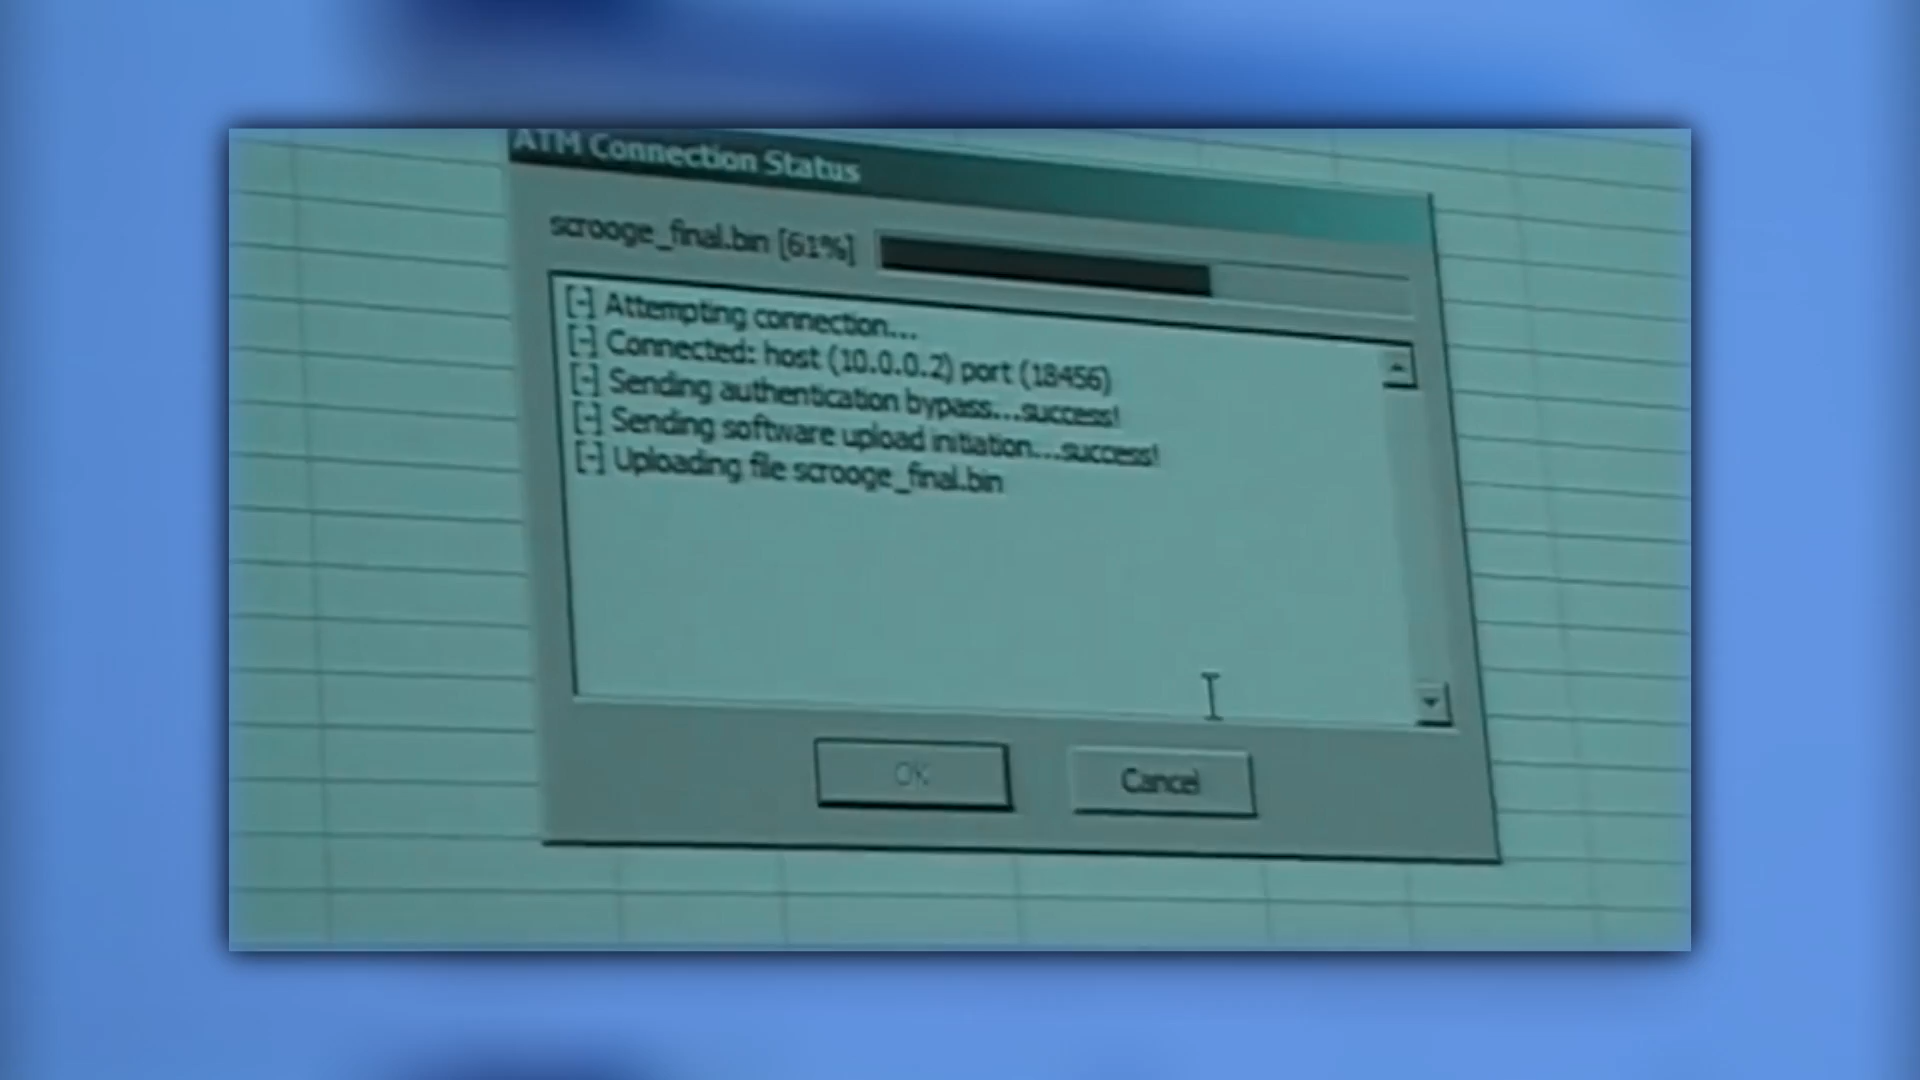 ATM Connection Status
scrooge_final.bin [61%]
[-] Attempting connection...
[-] Connected: host (10.0.0.2) port (18456)
[-] Sending authentication bypass...success!
[-] Sending software upload initiation...success!
[-] Uploading file scrooge_final.bin
OK
Cancel